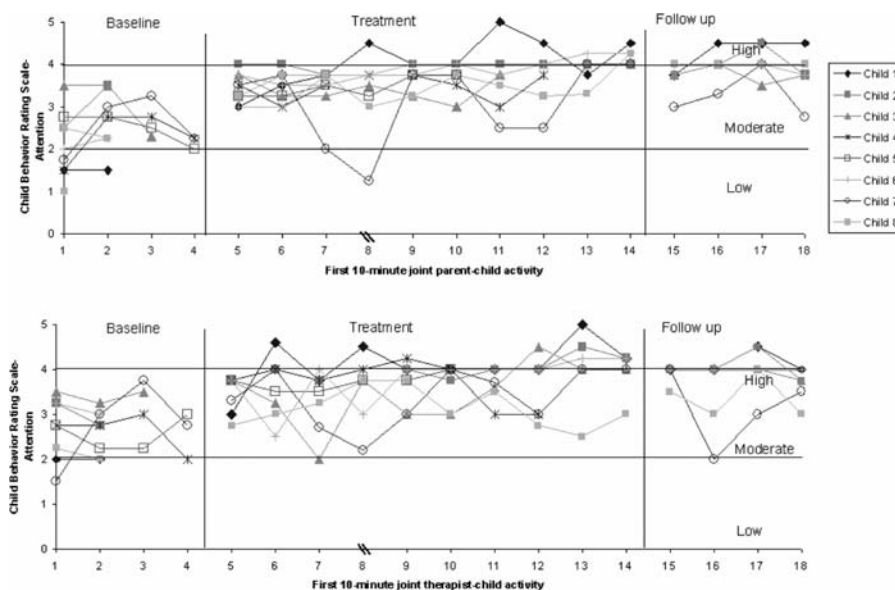 Baseline
Treatment
Follow up
Child Behavior Rating Scale-
Attention
5
4
3
2
1
0
High
Moderate
Low
1 2 3 4 5 6 7 8 9 10 11 12 13 14 15 16 17 18
First 10-minute joint parent-child activity
Child 1
Child 2
Child 3
Child 4
Child 5
Child 6
Child 7
Child 8
Baseline
Treatment
Follow up
Child Behavior Rating Scale-
Attention
5
4
3
2
1
0
High
Moderate
Low
1 2 3 4 5 6 7 8 9 10 11 12 13 14 15 16 17 18
First 10-minute joint therapist-child activity